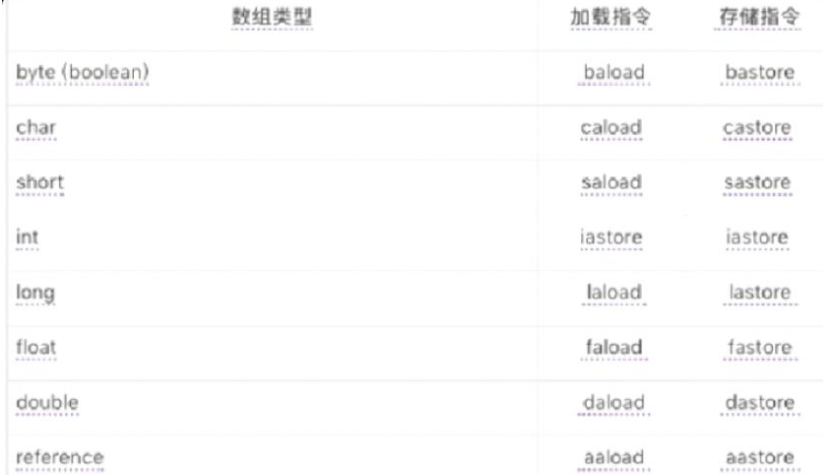 数组类型 加载指令 存储指令
byte (boolean) baload bastore
char caload castore
short saload sastore
int iastore iastore
long laload lastore
float faload fastore
double daload dastore
reference aaload aastore